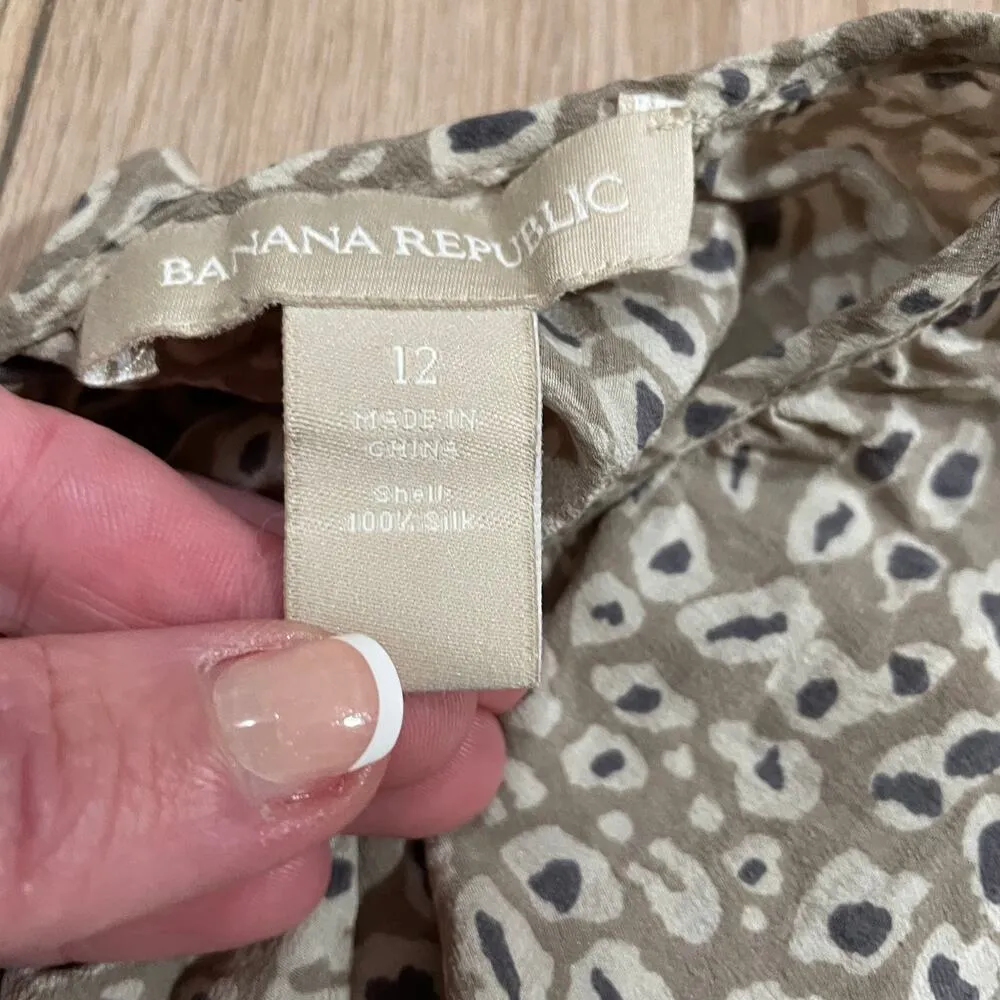 BANANA REPUBLIC
12
MADE IN
CHINA
Shell:
100% Silk